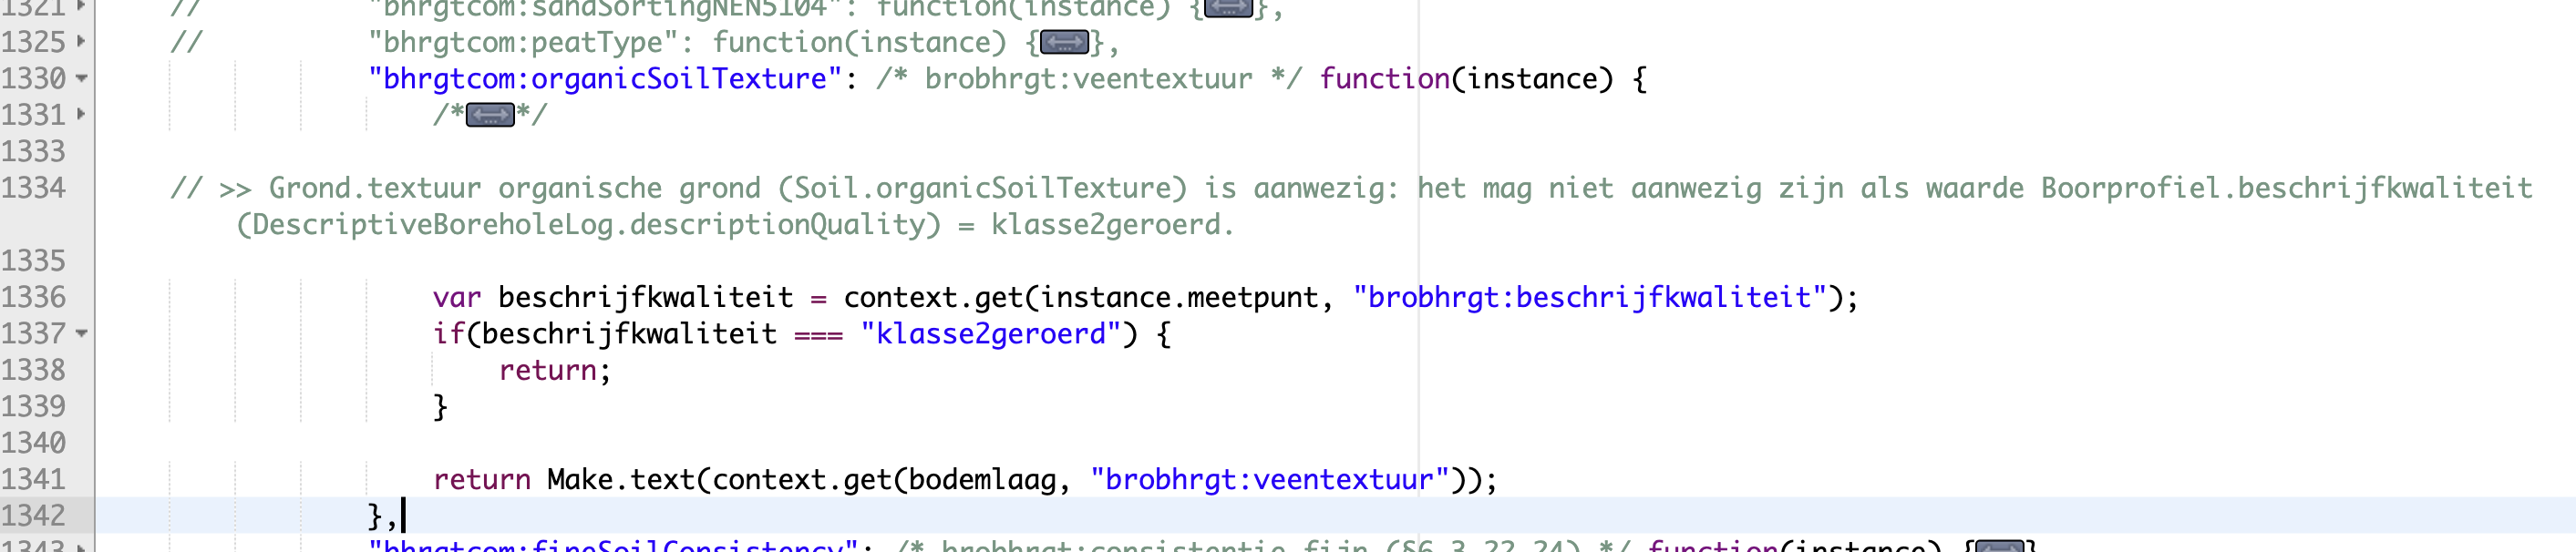 1321 // "bhrgtcom:sandSortingNEN5104": function(instance) {},
1325 // "bhrgtcom:peatType": function(instance) {},
1330 "bhrgtcom:organicSoilTexture": /* brobhrgt:veentextuur */ function(instance) {
1331 /**/
1333
1334 // >> Grond.textuur organische grond (Soil.organicSoilTexture) is aanwezig: het mag niet aanwezig zijn als waarde Boorprofiel.beschrijfkwaliteit
(DescriptiveBoreholeLog.descriptionQuality) = klasse2geroerd.
1335
1336 var beschrijfkwaliteit = context.get(instance.meetpunt, "brobhrgt:beschrijfkwaliteit");
1337 if(beschrijfkwaliteit === "klasse2geroerd") {
1338 return;
1339 }
1340
1341 return Make.text(context.get(bodemlaag, "brobhrgt:veentextuur"));
1342 },
1343 "bhrgtcom:fineSoilConsistency": /* brobhrgt:consistentie fijn (§6.3.22.24) */ function(instance) {}